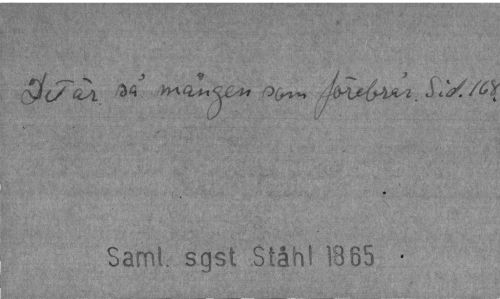 Det är så mången som förebrår. Sid. 168.
Saml. sgst Ståhl 1865